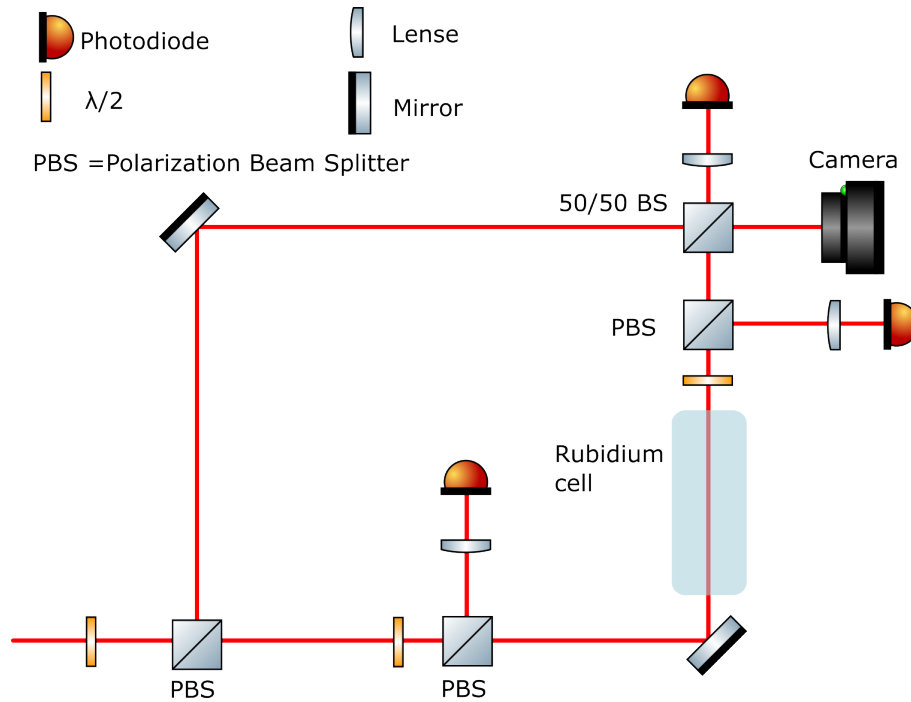 Photodiode
Lense
λ/2
Mirror
PBS =Polarization Beam Splitter
Camera
50/50 BS
PBS
Rubidium
cell
PBS
PBS